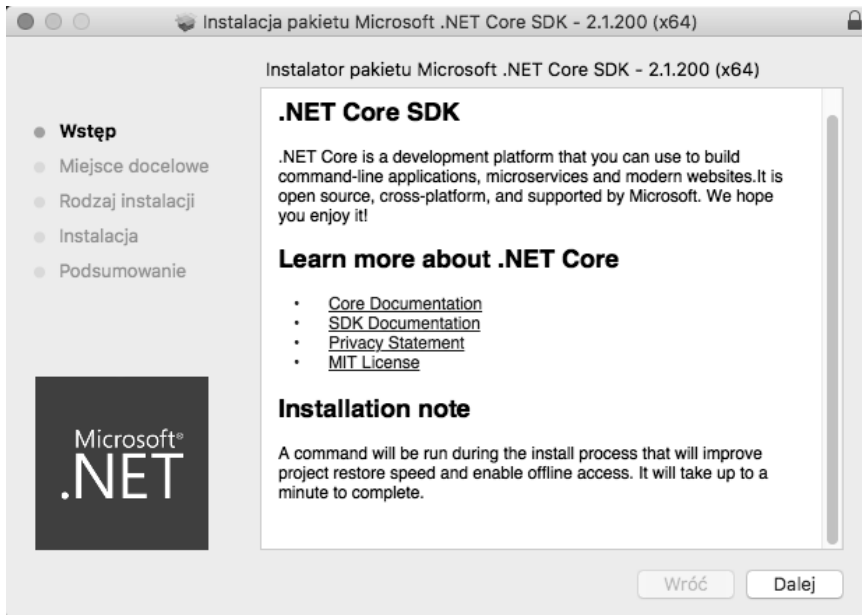 Instalacja pakietu Microsoft .NET Core SDK - 2.1.200 (x64)
Instalator pakietu Microsoft .NET Core SDK - 2.1.200 (x64)
Wstęp
Miejsce docelowe
Rodzaj instalacji
Instalacja
Podsumowanie
Microsoft®
.NET
.NET Core SDK
.NET Core is a development platform that you can use to build
command-line applications, microservices and modern websites.It is
open source, cross-platform, and supported by Microsoft. We hope
you enjoy it!
Learn more about .NET Core
• Core Documentation
• SDK Documentation
• Privacy Statement
• MIT License
Installation note
A command will be run during the install process that will improve
project restore speed and enable offline access. It will take up to a
minute to complete.
Wróć
Dalej